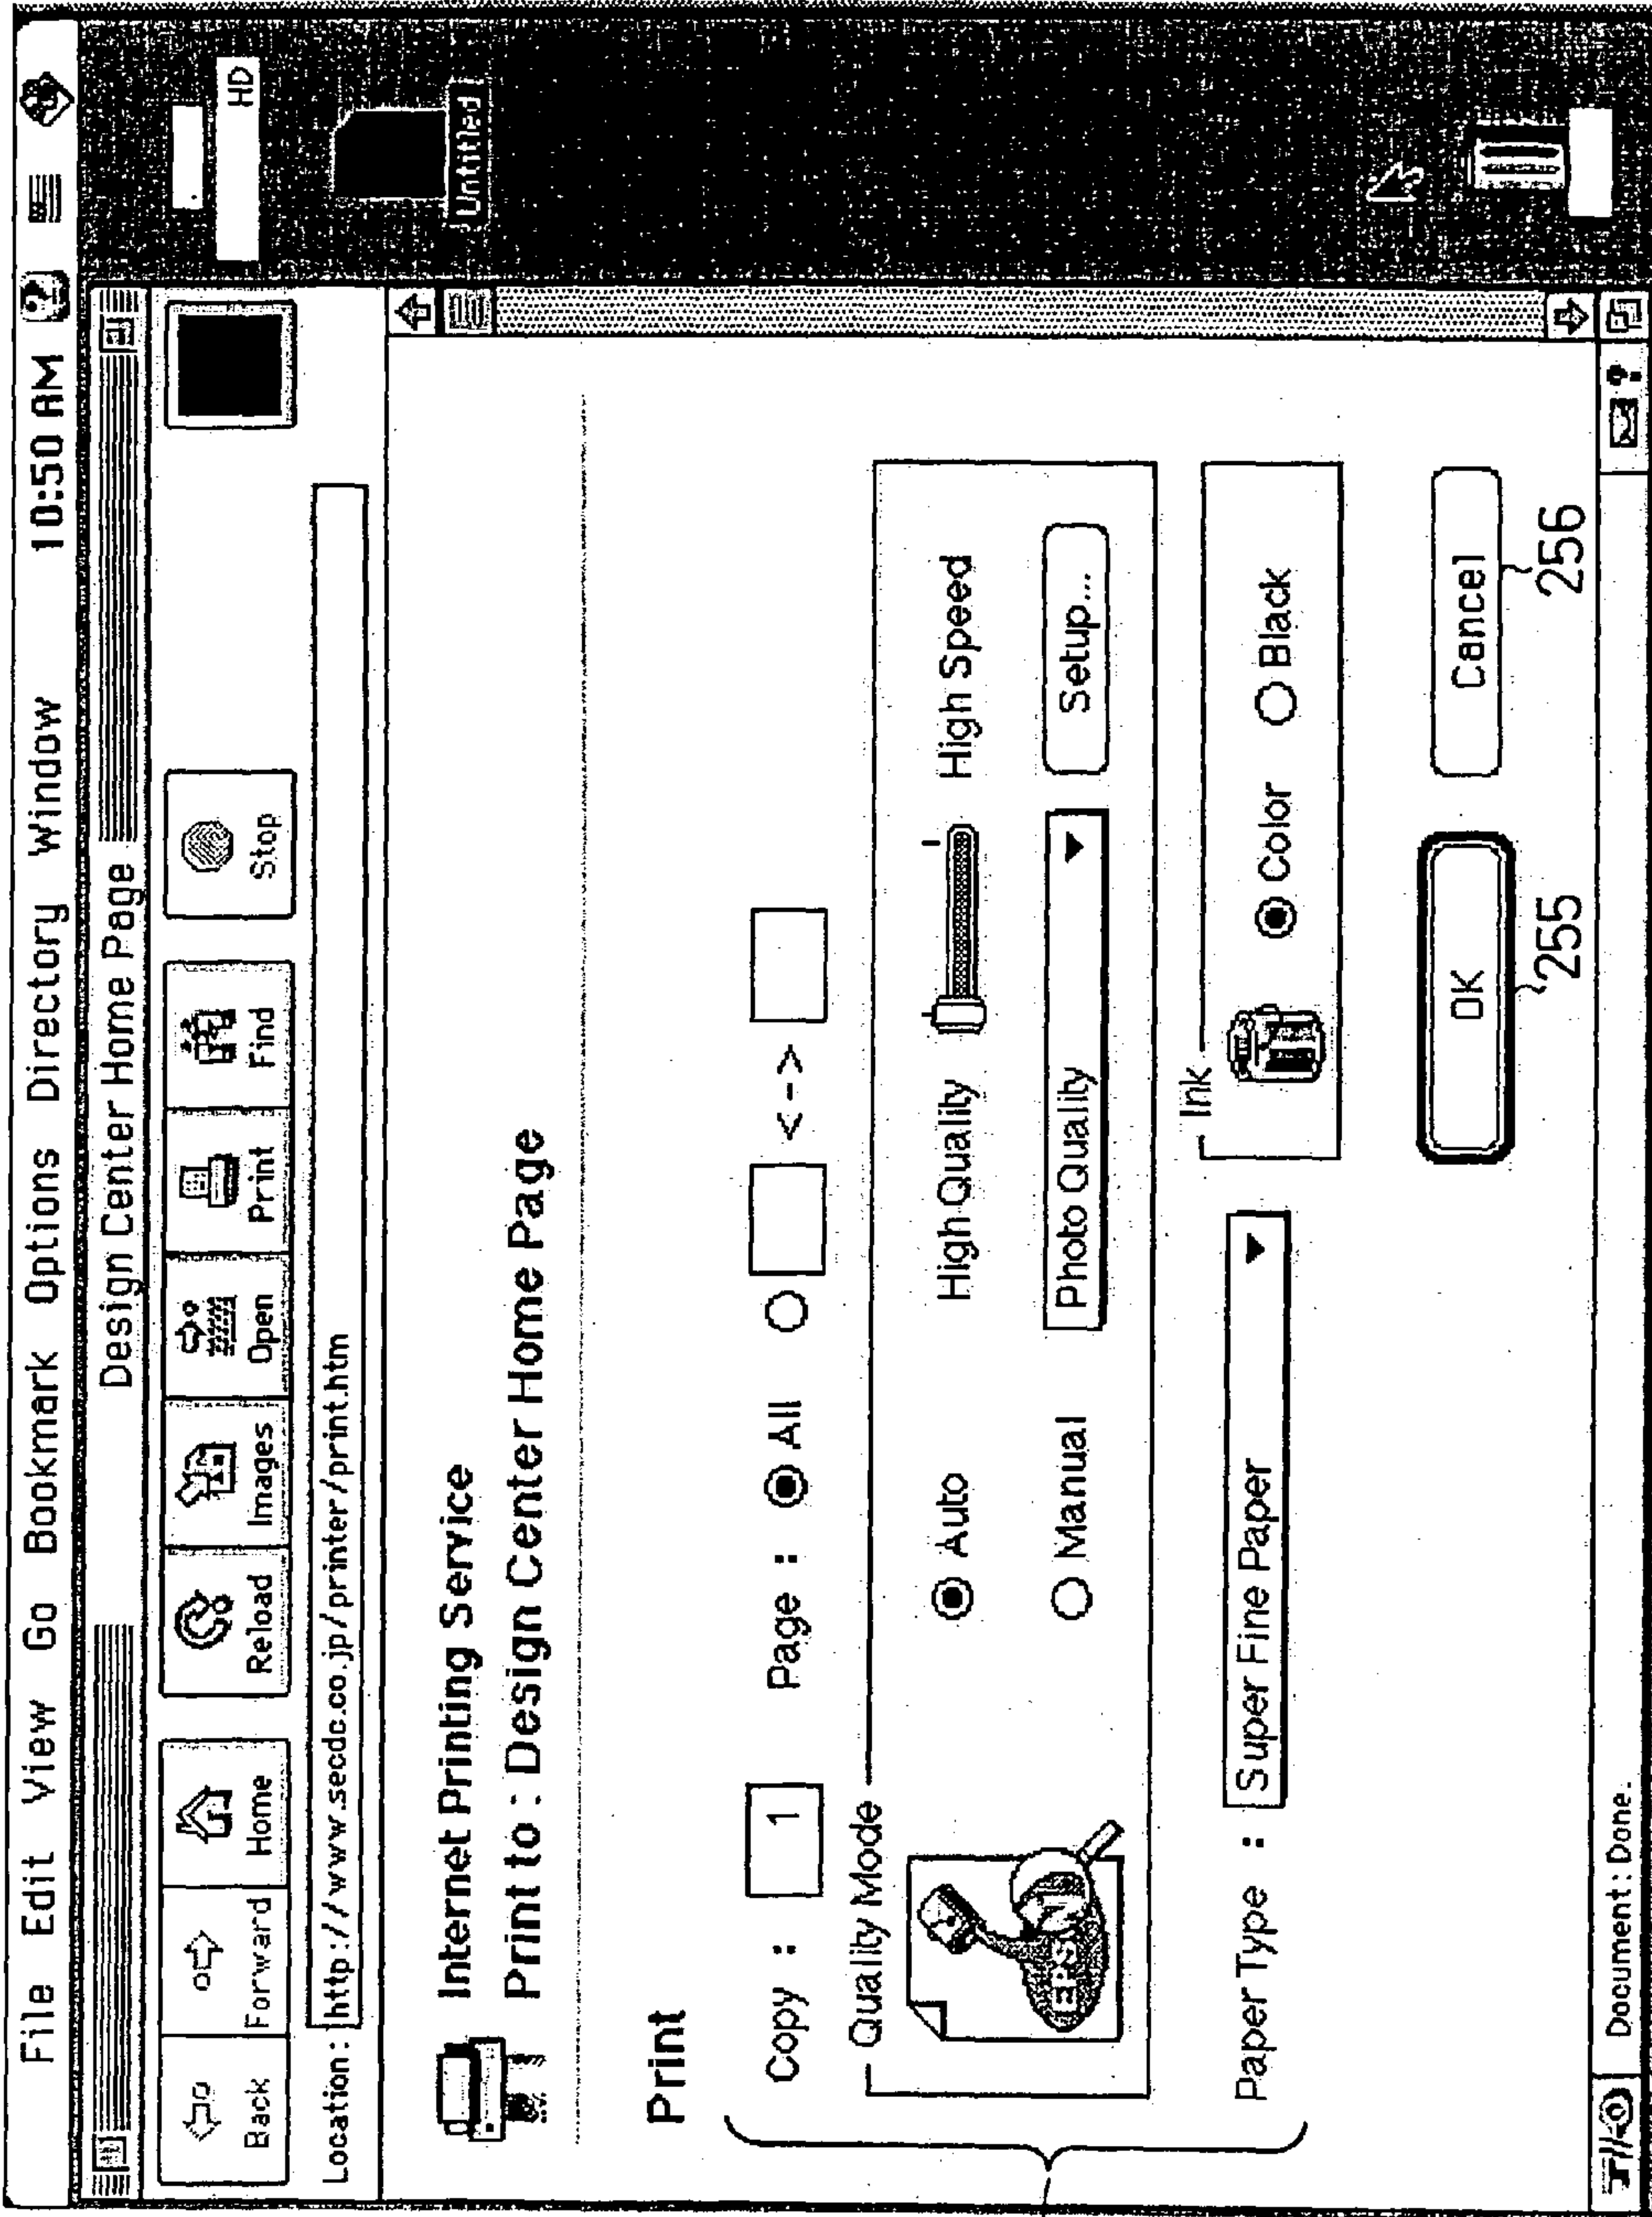 File Edit View Go Bookmark Options Directory Window 10:50 AM
Design Center Home Page
Back Forward Home Reload Images Open Print Find Stop
Location: http://www.secdc.co.jp/printer/print.htm
HD
Untitled
Internet Printing Service
Print to : Design Center Home Page
Print
Copy : 1 Page : All <->
Quality Mode
Auto High Quality High Speed
Manual Photo Quality Setup...
Paper Type : Super Fine Paper
Ink
Color Black
OK Cancel
255 256
Document: Done.